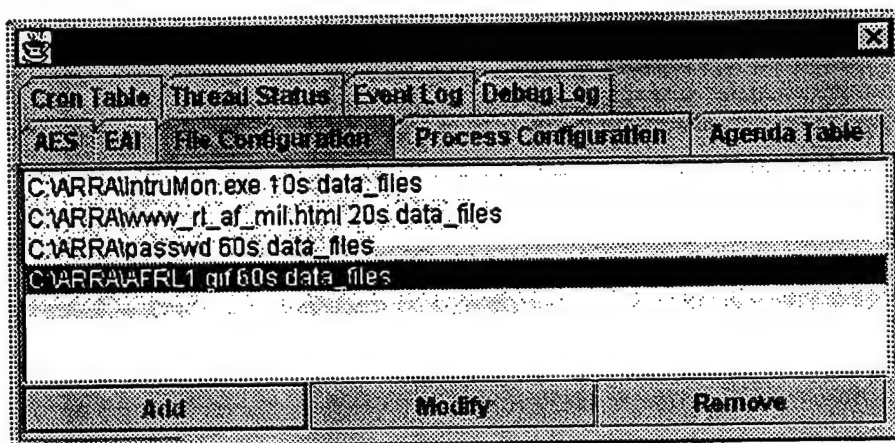 Cron Table Thread Status Event Log Debug Log
AES EAI File Configuration Process Configuration Agenda Table
C:\ARRA\IntruMon.exe 10s data_files
C:\ARRA\www_rl_af_mil.html 20s data_files
C:\ARRA\passwd 60s data_files
C:\ARRA\AFRL1.gif 60s data_files
Add Modify Remove